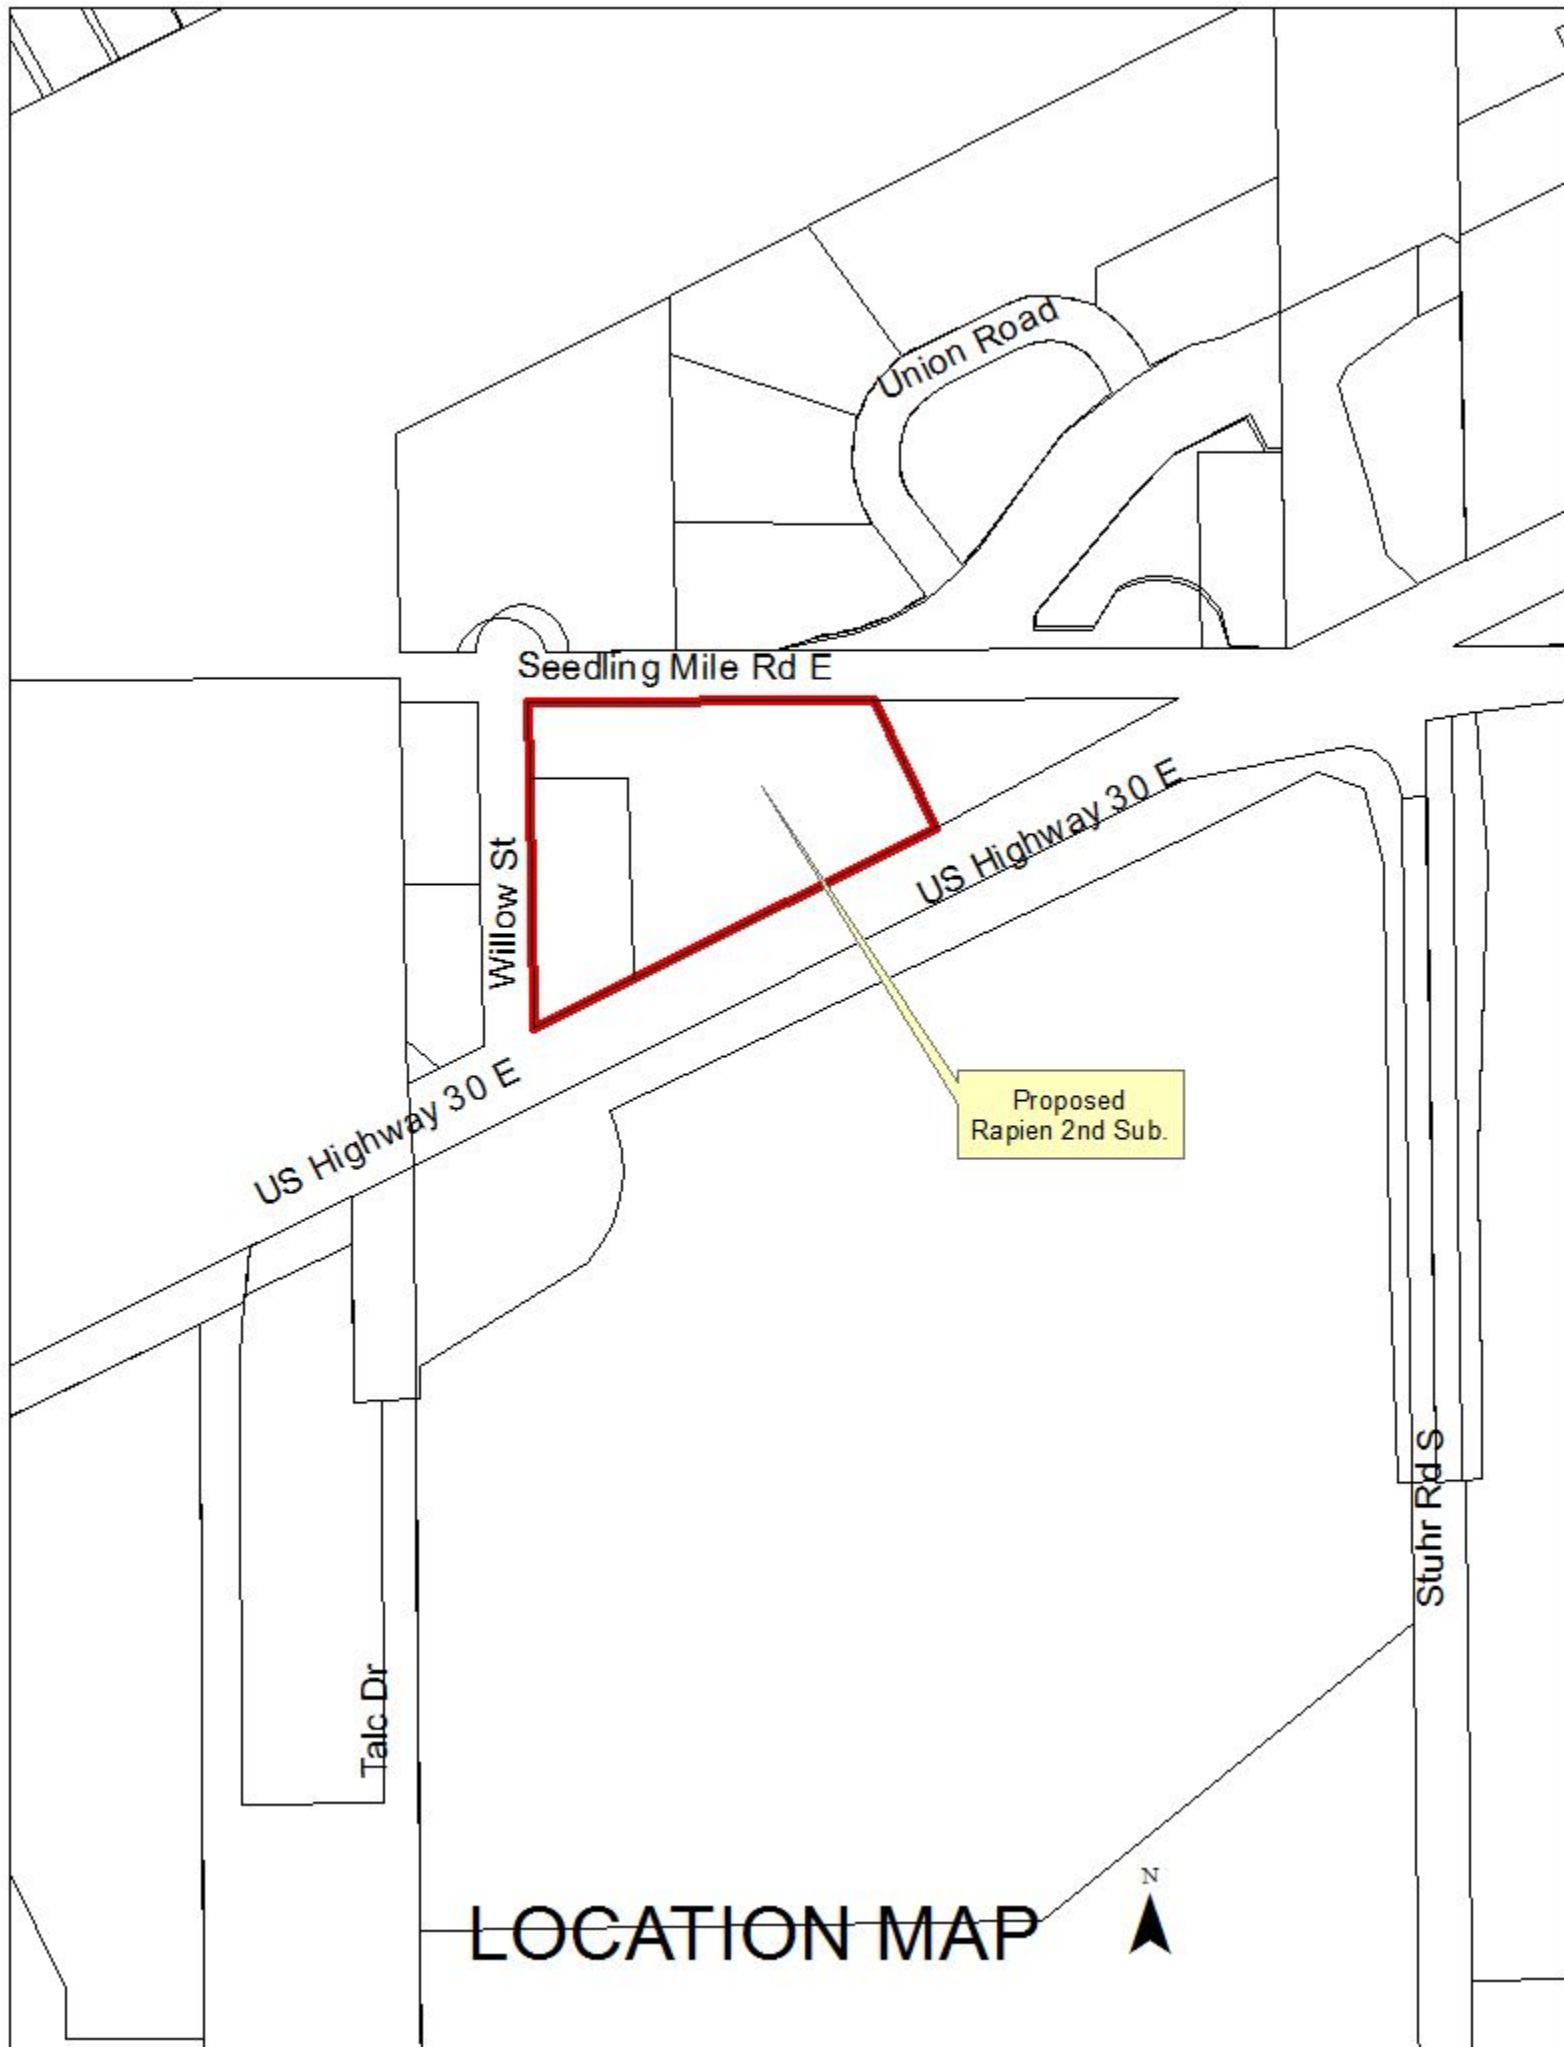 Union Road
Seedling Mile Rd E
US Highway 30 E
Willow St
Proposed
Rapien 2nd Sub.
US Highway 30 E
Stuhr Rd S
Talc Dr
N
LOCATION MAP